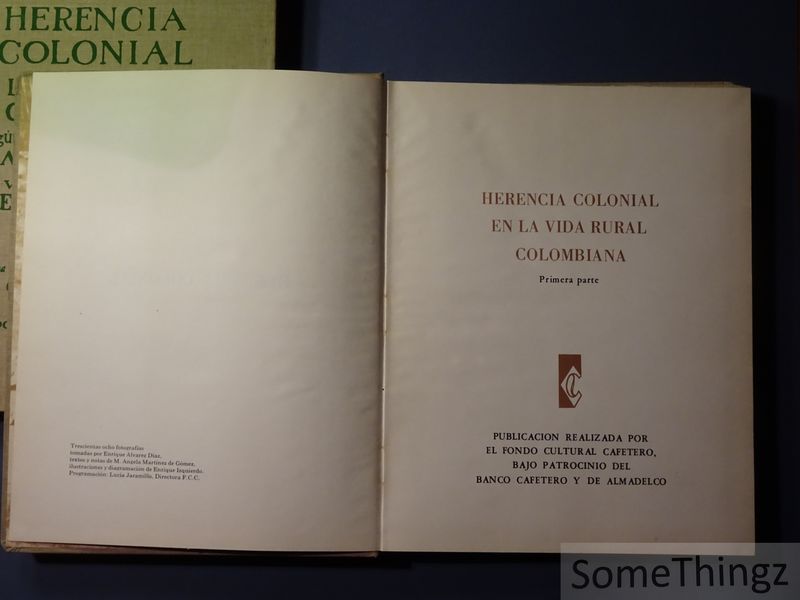 HERENCIA
COLONIAL
Trescientas ocho fotografías
tomadas por Enrique Alvarez Díaz,
textos y notas de M. Angela Martínez de Gómez,
ilustraciones y diagramación de Enrique Izquierdo.
Programación: Lucía Jaramillo, Directora F.C.C.
HERENCIA COLONIAL
EN LA VIDA RURAL
COLOMBIANA
Primera parte
PUBLICACION REALIZADA POR
EL FONDO CULTURAL CAFETERO,
BAJO PATROCINIO DEL
BANCO CAFETERO Y DE ALMADELCO
SomeThingz